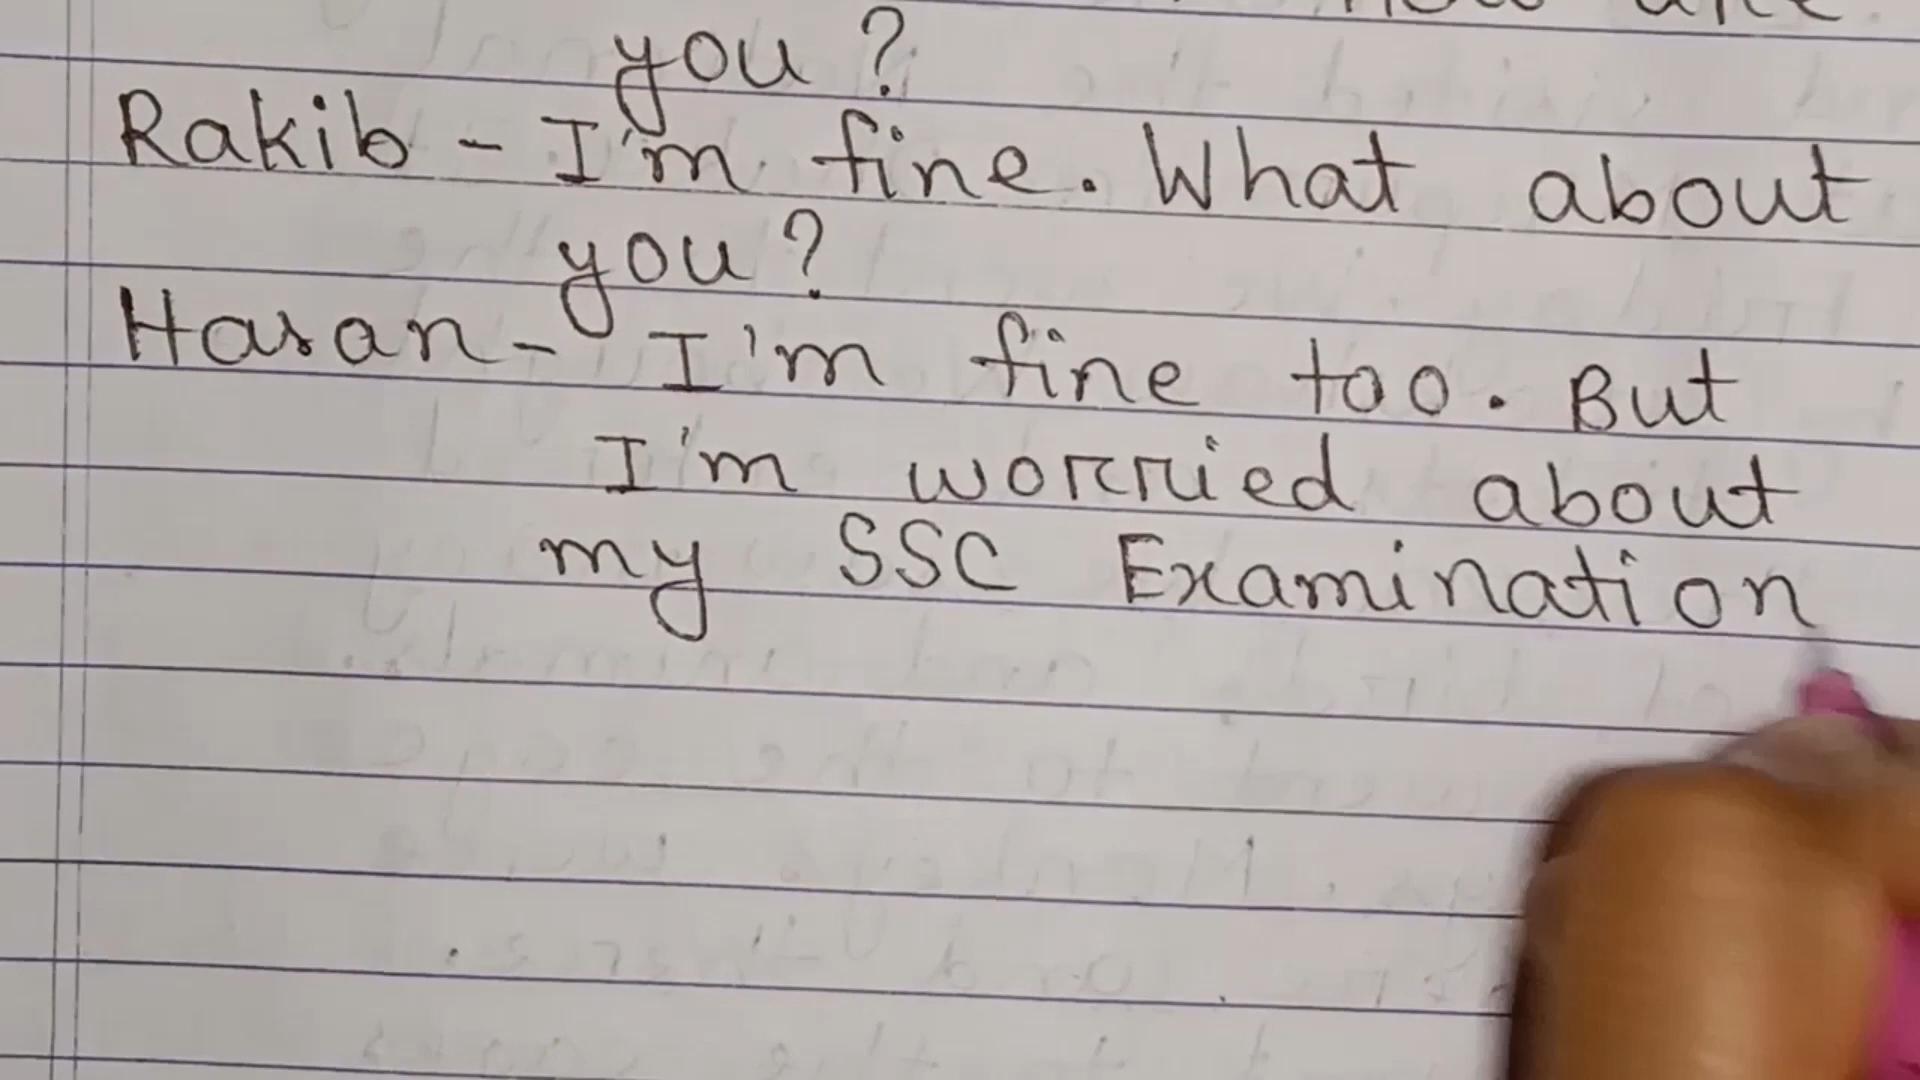 you?
Rakib - I'm fine. What about
you?
Hasan - I'm fine too. But
I'm worried about
my SSC Examination